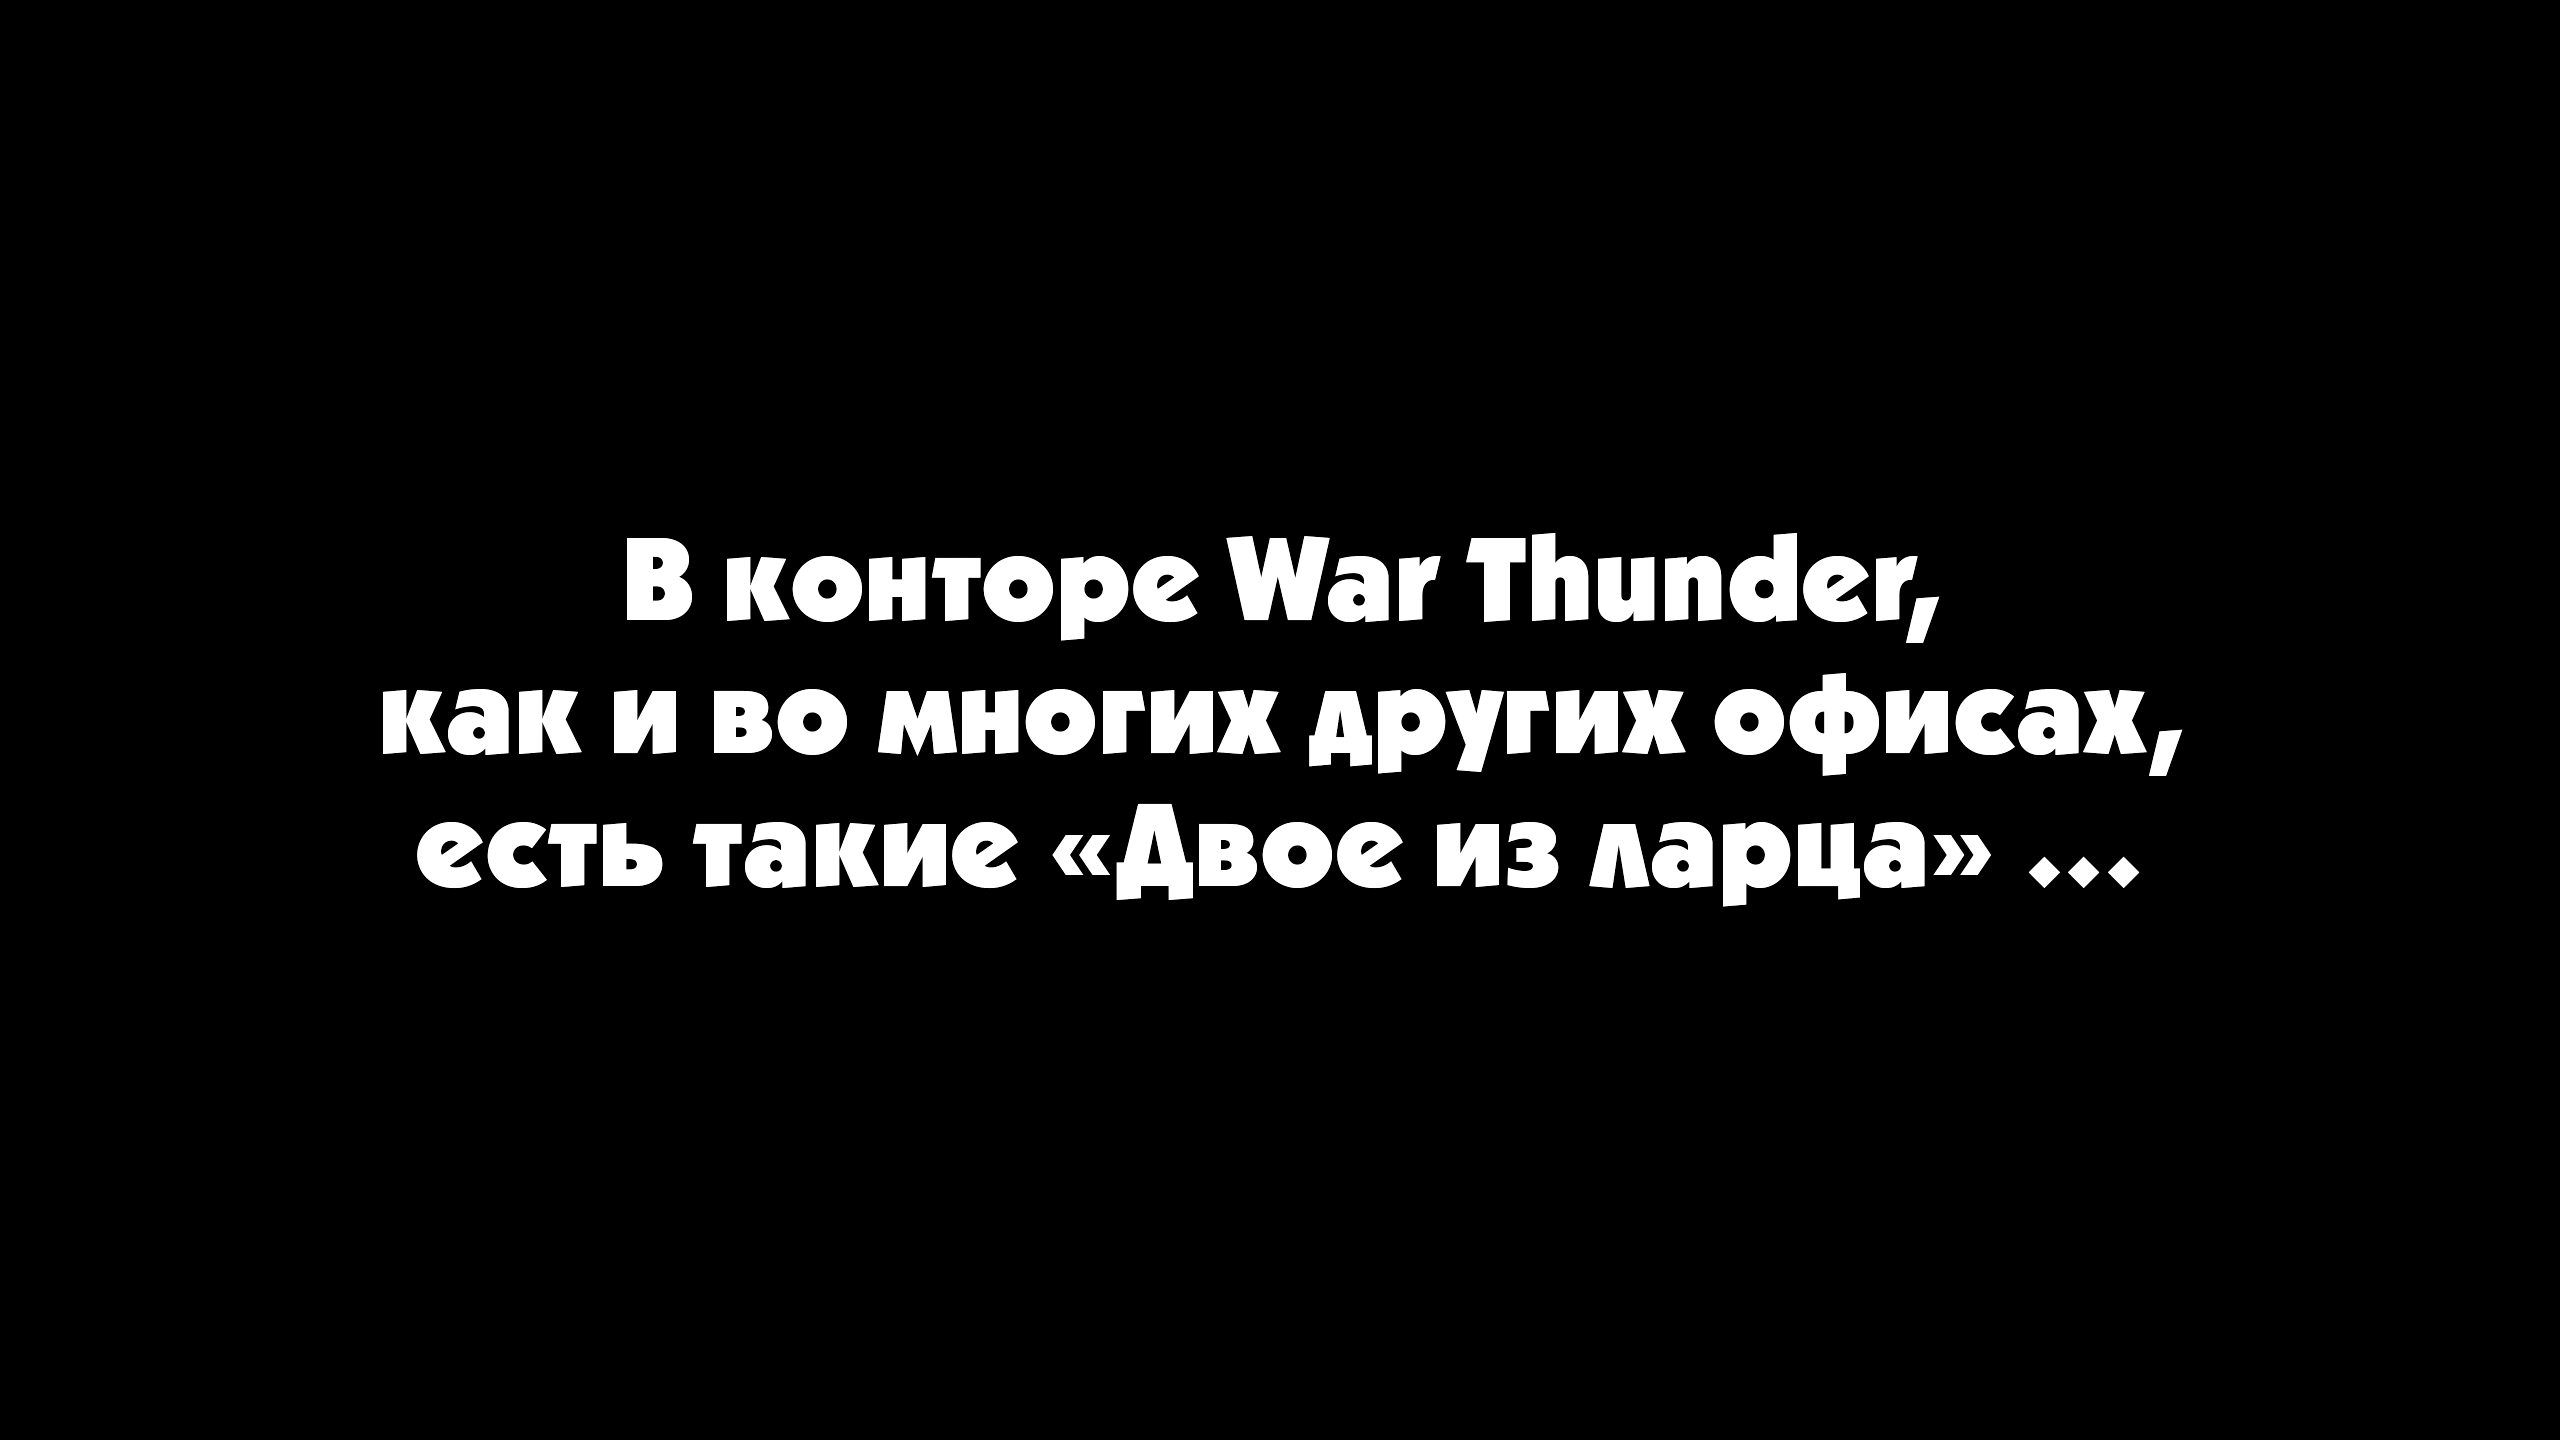 В конторе War Thunder,
как и во многих других офисах,
есть такие «Двое из ларца» ...